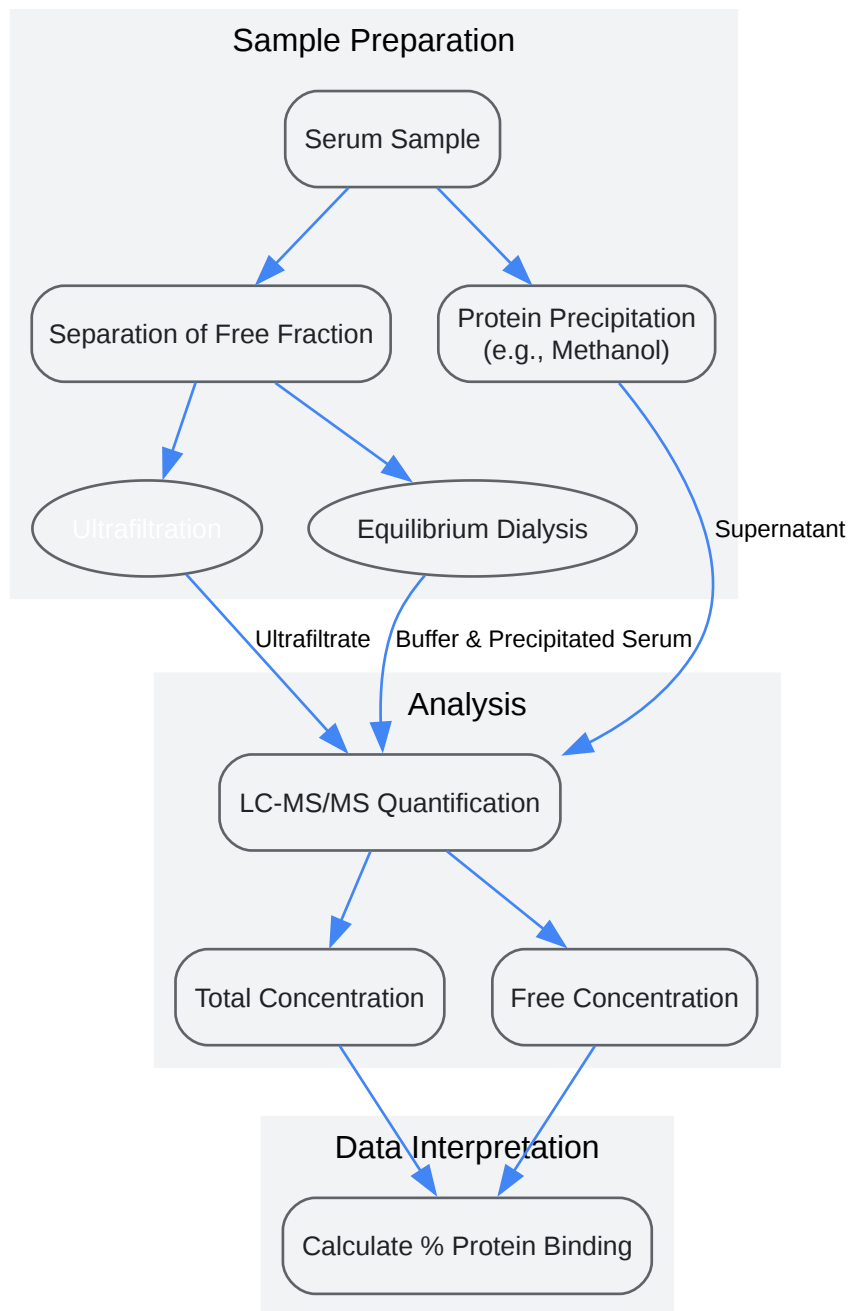 Sample Preparation
Serum Sample
Separation of Free Fraction
Protein Precipitation
(e.g., Methanol)
Ultrafiltration
Equilibrium Dialysis
Supernatant
Ultrafiltrate
Buffer & Precipitated Serum
Analysis
LC-MS/MS Quantification
Total Concentration
Free Concentration
Data Interpretation
Calculate % Protein Binding